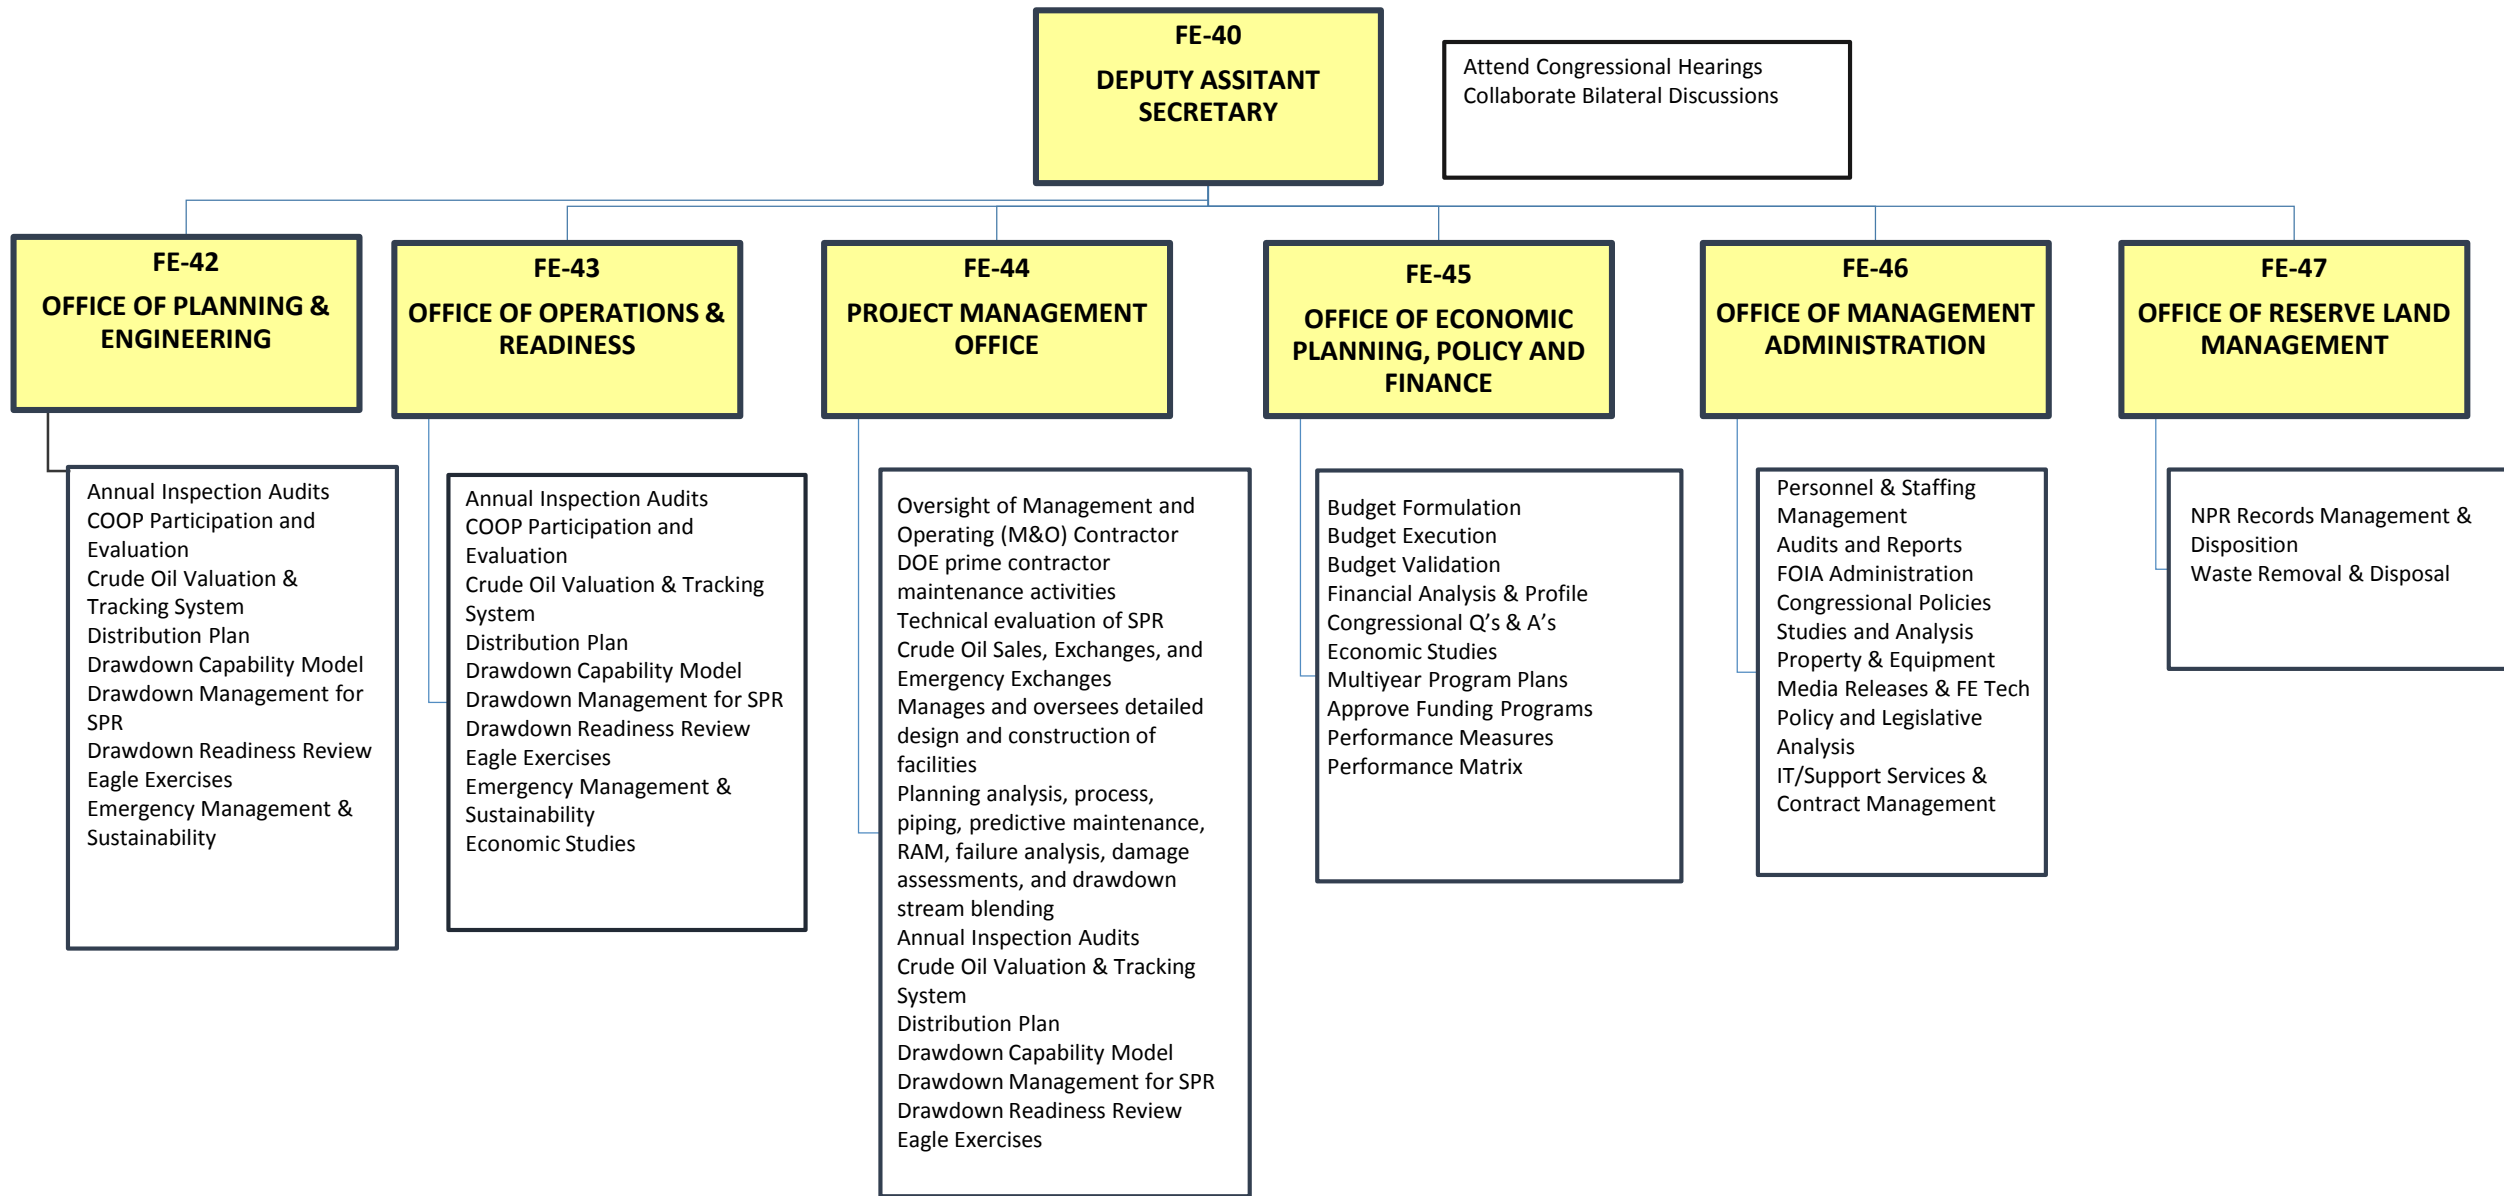 FE-40
DEPUTY ASSITANT
SECRETARY
Attend Congressional Hearings
Collaborate Bilateral Discussions
FE-42
OFFICE OF PLANNING &
ENGINEERING
FE-43
OFFICE OF OPERATIONS &
READINESS
FE-44
PROJECT MANAGEMENT
OFFICE
FE-45
OFFICE OF ECONOMIC
PLANNING, POLICY AND
FINANCE
FE-46
OFFICE OF MANAGEMENT
ADMINISTRATION
FE-47
OFFICE OF RESERVE LAND
MANAGEMENT
Annual Inspection Audits
COOP Participation and
Evaluation
Crude Oil Valuation &
Tracking System
Distribution Plan
Drawdown Capability Model
Drawdown Management for
SPR
Drawdown Readiness Review
Eagle Exercises
Emergency Management &
Sustainability
Annual Inspection Audits
COOP Participation and
Evaluation
Crude Oil Valuation & Tracking
System
Distribution Plan
Drawdown Capability Model
Drawdown Management for SPR
Drawdown Readiness Review
Eagle Exercises
Emergency Management &
Sustainability
Economic Studies
Oversight of Management and
Operating (M&O) Contractor
DOE prime contractor
maintenance activities
Technical evaluation of SPR
Crude Oil Sales, Exchanges, and
Emergency Exchanges
Manages and oversees detailed
design and construction of
facilities
Planning analysis, process,
piping, predictive maintenance,
RAM, failure analysis, damage
assessments, and drawdown
stream blending
Annual Inspection Audits
Crude Oil Valuation & Tracking
System
Distribution Plan
Drawdown Capability Model
Drawdown Management for SPR
Drawdown Readiness Review
Eagle Exercises
Budget Formulation
Budget Execution
Budget Validation
Financial Analysis & Profile
Congressional Q’s & A’s
Economic Studies
Multiyear Program Plans
Approve Funding Programs
Performance Measures
Performance Matrix
Personnel & Staffing
Management
Audits and Reports
FOIA Administration
Congressional Policies
Studies and Analysis
Property & Equipment
Media Releases & FE Tech
Policy and Legislative
Analysis
IT/Support Services &
Contract Management
NPR Records Management &
Disposition
Waste Removal & Disposal